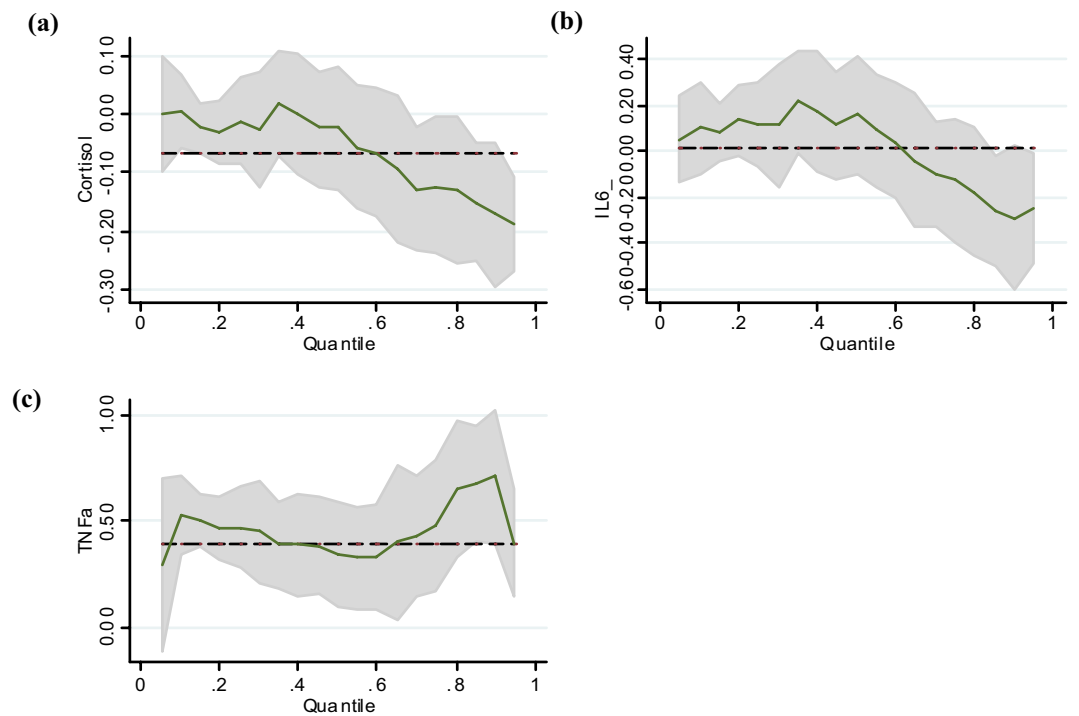 (a)
Cortisol
0.10
0.00
-0.10
-0.20
-0.30
0 .2 .4 .6 .8 1
Quantile
(b)
IL6_
0.40
0.20
0.00
-0.20
-0.40
-0.60
0 .2 .4 .6 .8 1
Quantile
(c)
TNFa
1.00
0.50
0.00
0 .2 .4 .6 .8 1
Quantile